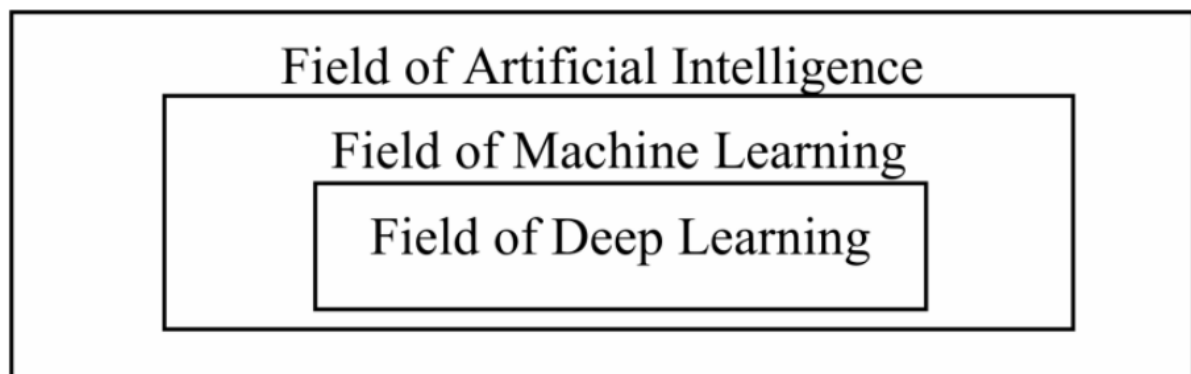 Field of Artificial Intelligence
Field of Machine Learning
Field of Deep Learning